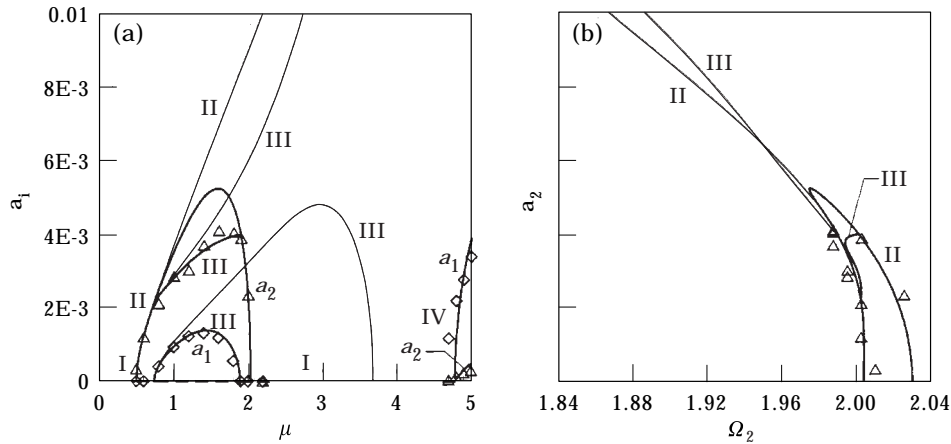 (a)
0.01
8E-3
6E-3
4E-3
2E-3
0
a_i
II
III
III
III
II
a_2
III
a_1
I
I
a_1
IV
a_2
0
1
2
3
4
5
μ
(b)
a_2
III
II
III
II
1.84
1.88
1.92
1.96
2.00
2.04
Ω_2